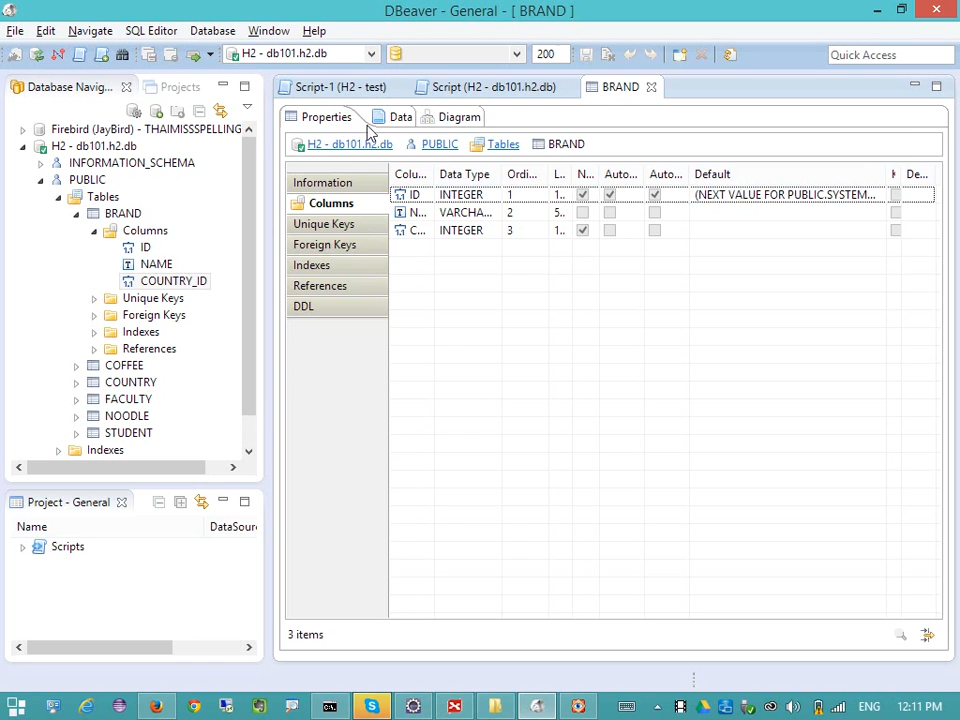 DBeaver - General - [ BRAND ]
File Edit Navigate SQL Editor Database Window Help
H2 - db101.h2.db 200 Quick Access
Database Navig... Projects
Script-1 (H2 - test) Script (H2 - db101.h2.db) BRAND
Properties Data Diagram
H2 - db101.h2.db PUBLIC Tables BRAND
Firebird (JayBird) - THAIMISSSPELLING
H2 - db101.h2.db
INFORMATION_SCHEMA
PUBLIC
Tables
BRAND
Columns
ID
NAME
COUNTRY_ID
Unique Keys
Foreign Keys
Indexes
References
COFFEE
COUNTRY
FACULTY
NOODLE
STUDENT
Indexes
Information
Columns
Unique Keys
Foreign Keys
Indexes
References
DDL
Colu... Data Type Ordi... L... N... Auto... Auto... Default De...
ID INTEGER 1 1.. (NEXT VALUE FOR PUBLIC.SYSTEM...
N... VARCHA... 2 5..
C... INTEGER 3 1..
3 items
Project - General
Name DataSour
Scripts
ENG 12:11 PM